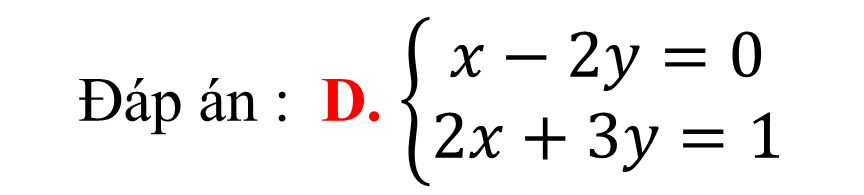 Đáp án : D. { x − 2y = 0
2x + 3y = 1